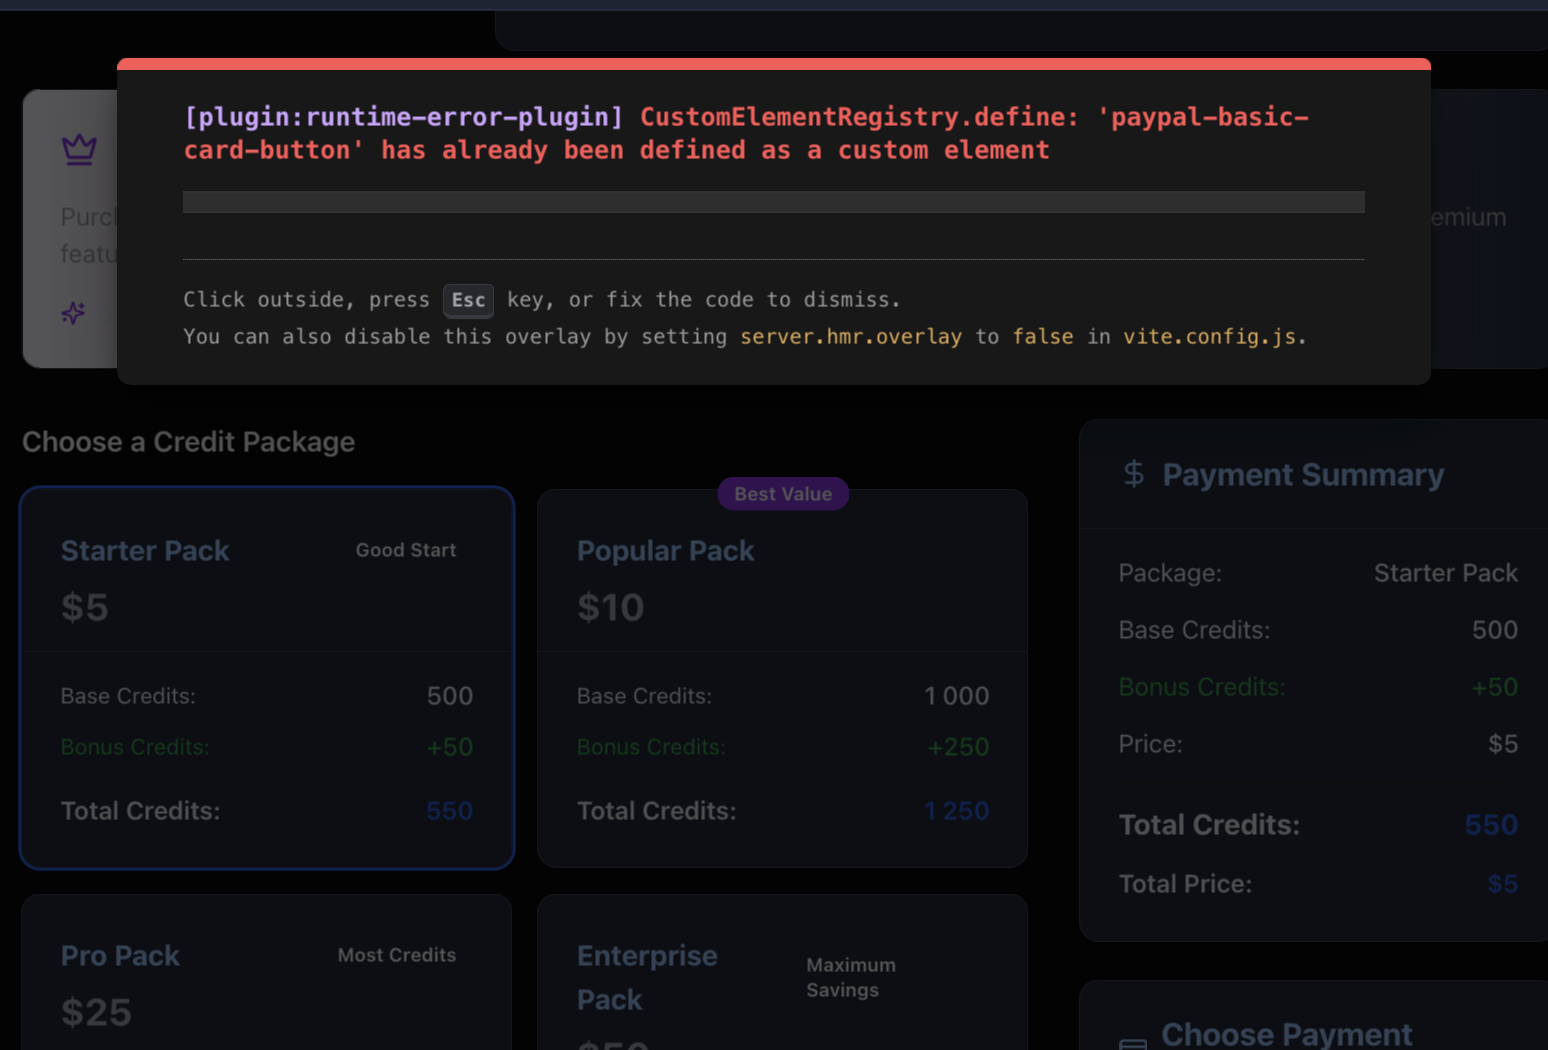 [plugin:runtime-error-plugin] CustomElementRegistry.define: 'paypal-basic-
card-button' has already been defined as a custom element
Click outside, press Esc key, or fix the code to dismiss.
You can also disable this overlay by setting server.hmr.overlay to false in vite.config.js.
emium
Choose a Credit Package
Starter Pack
Good Start
$5
Base Credits:
500
Bonus Credits:
+50
Total Credits:
550
Best Value
Popular Pack
$10
Base Credits:
1 000
Bonus Credits:
+250
Total Credits:
1 250
Pro Pack
Most Credits
$25
Enterprise
Pack
Maximum
Savings
Payment Summary
Package:
Starter Pack
Base Credits:
500
Bonus Credits:
+50
Price:
$5
Total Credits:
550
Total Price:
$5
Choose Payment